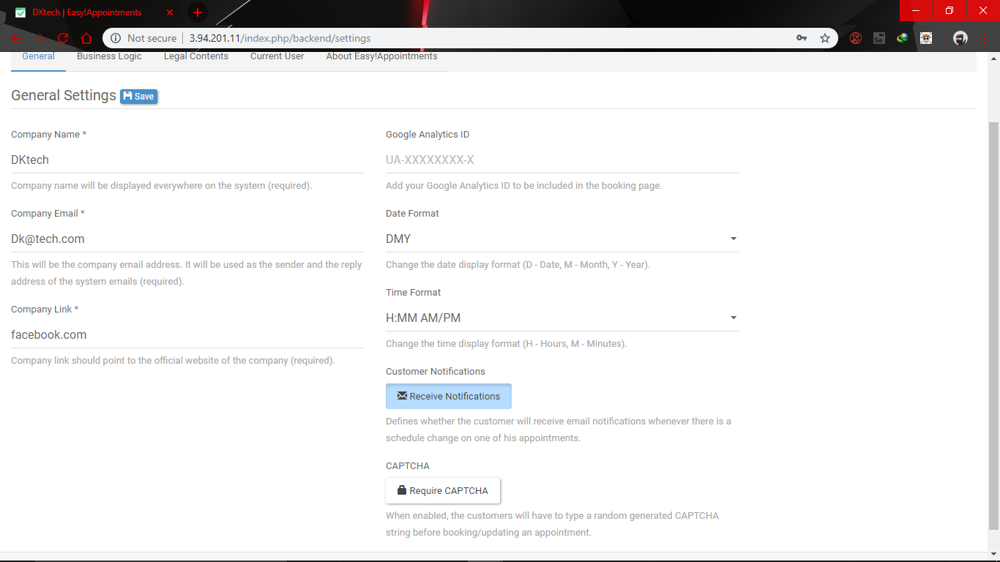 DKtech | Easy!Appointments
Not secure | 3.94.201.11/index.php/backend/settings
Se
General Business Logic Legal Contents Current User About Easy!Appointments
General Settings Save
Company Name *
DKtech
Company name will be displayed everywhere on the system (required).
Company Email *
Dk@tech.com
This will be the company email address. It will be used as the sender and the reply
address of the system emails (required).
Company Link *
facebook.com
Company link should point to the official website of the company (required).
Google Analytics ID
UA-XXXXXXXX-X
Add your Google Analytics ID to be included in the booking page.
Date Format
DMY
Change the date display format (D - Date, M - Month, Y - Year).
Time Format
H:MM AM/PM
Change the time display format (H - Hours, M - Minutes).
Customer Notifications
Receive Notifications
Defines whether the customer will receive email notifications whenever there is a
schedule change on one of his appointments.
CAPTCHA
Require CAPTCHA
When enabled, the customers will have to type a random generated CAPTCHA
string before booking/updating an appointment.